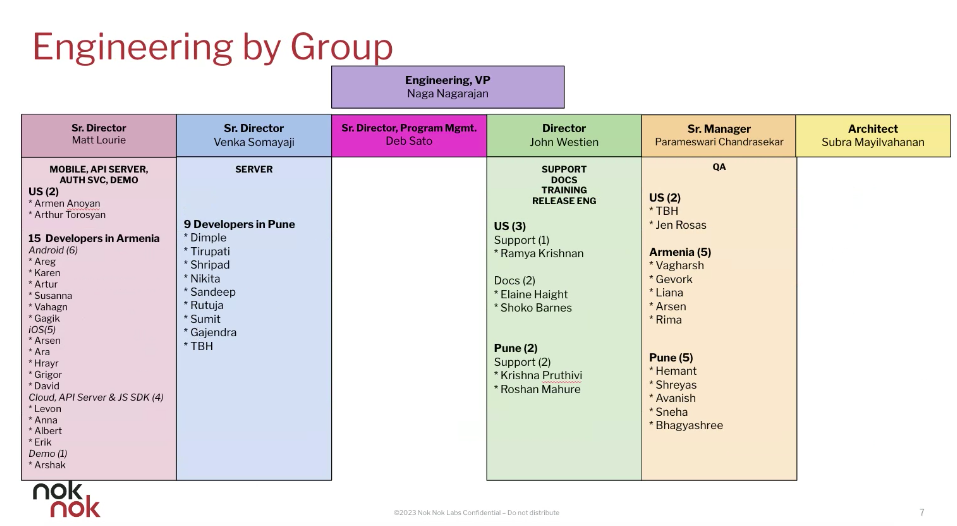 Engineering by Group
Engineering, VP
Naga Nagarajan
Sr. Director
Matt Lourie
MOBILE, API SERVER,
AUTH SVC, DEMO
US (2)
* Armen Anoyan
* Arthur Torosyan
15 Developers in Armenia
Android (6)
* Areg
* Karen
* Artur
* Susanna
* Vahagn
* Gagik
iOS(5)
* Arsen
* Ara
* Hrayr
* Grigor
* David
Cloud, API Server & JS SDK (4)
* Levon
* Anna
* Albert
* Erik
Demo (1)
* Arshak
Sr. Director
Venka Somayaji
SERVER
9 Developers in Pune
* Dimple
* Tirupati
* Shripad
* Nikita
* Sandeep
* Rutuja
* Sumit
* Gajendra
* TBH
Sr. Director, Program Mgmt.
Deb Sato
Director
John Westien
SUPPORT
DOCS
TRAINING
RELEASE ENG
US (3)
Support (1)
* Ramya Krishnan
Docs (2)
* Elaine Haight
* Shoko Barnes
Pune (2)
Support (2)
* Krishna Pruthivi
* Roshan Mahure
Sr. Manager
Parameswari Chandrasekar
QA
US (2)
* TBH
* Jen Rosas
Armenia (5)
* Vagharsh
* Gevork
* Liana
* Arsen
* Rima
Pune (5)
* Hemant
* Shreyas
* Avanish
* Sneha
* Bhagyashree
Architect
Subra Mayilvahanan
nok
nok
©2023 Nok Nok Labs Confidential – Do not distribute
7